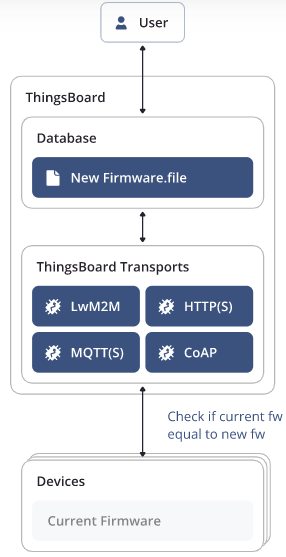 User
ThingsBoard
Database
New Firmware.file
ThingsBoard Transports
LwM2M
HTTP(S)
MQTT(S)
CoAP
Check if current fw
equal to new fw
Devices
Current Firmware